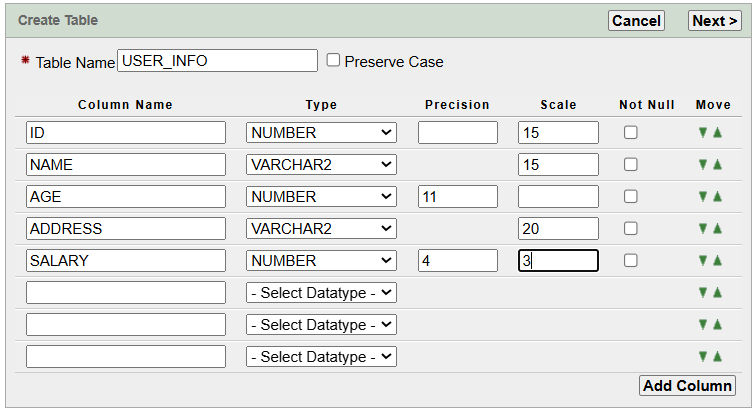 Create Table Cancel Next >
* Table Name USER_INFO Preserve Case
Column Name Type Precision Scale Not Null Move
ID NUMBER 15
NAME VARCHAR2 15
AGE NUMBER 11
ADDRESS VARCHAR2 20
SALARY NUMBER 4 3
- Select Datatype -
- Select Datatype -
- Select Datatype -
Add Column